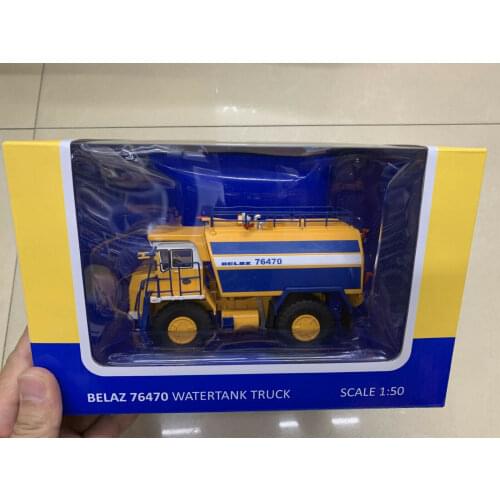 BELAZ 76470
BELAZ 76470 WATERTANK TRUCK
SCALE 1:50